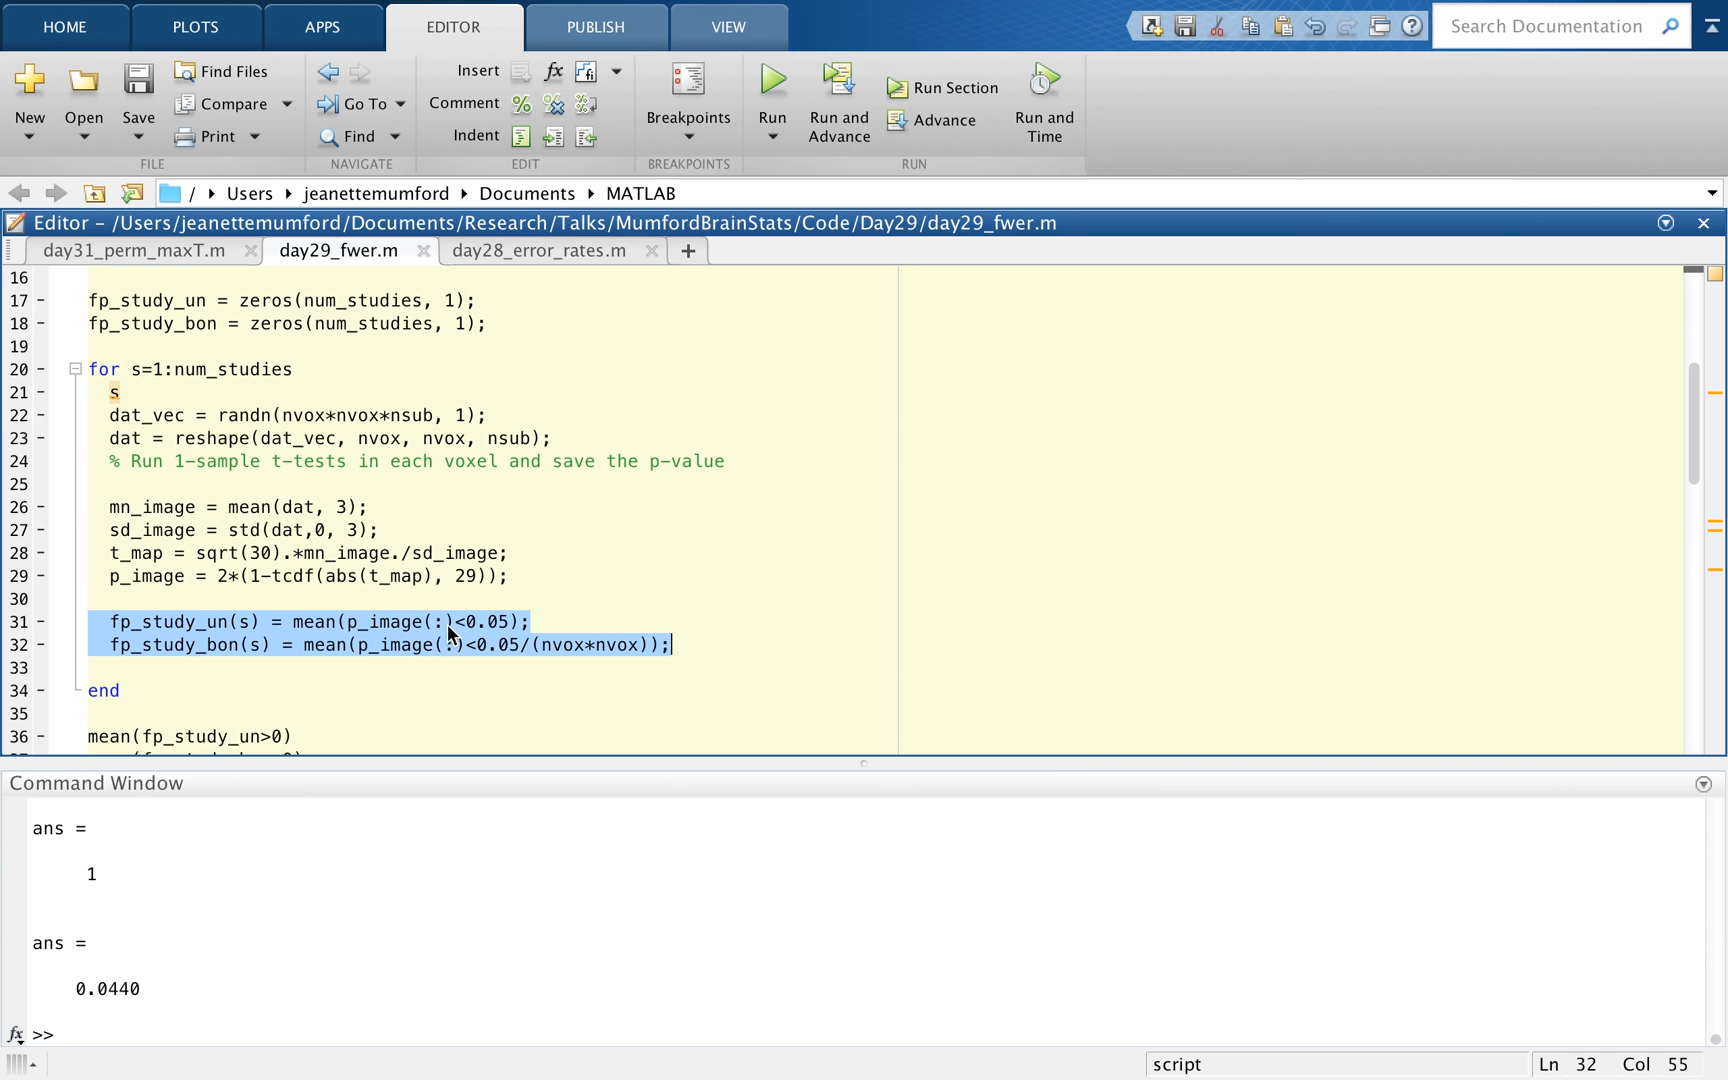 HOME PLOTS APPS EDITOR PUBLISH VIEW Search Documentation
New Open Save Find Files Compare Print Go To Find Insert fx Comment Indent Breakpoints Run Run and Advance Run Section Advance Run and Time
FILE NAVIGATE EDIT BREAKPOINTS RUN
/ Users jeanettemumford Documents MATLAB
Editor – /Users/jeanettemumford/Documents/Research/Talks/MumfordBrainStats/Code/Day29/day29_fwer.m
day31_perm_maxT.m day29_fwer.m day28_error_rates.m +
16
17 – fp_study_un = zeros(num_studies, 1);
18 – fp_study_bon = zeros(num_studies, 1);
19
20 – for s=1:num_studies
21 – s
22 – dat_vec = randn(nvox*nvox*nsub, 1);
23 – dat = reshape(dat_vec, nvox, nvox, nsub);
24 % Run 1-sample t-tests in each voxel and save the p-value
25
26 – mn_image = mean(dat, 3);
27 – sd_image = std(dat,0, 3);
28 – t_map = sqrt(30).*mn_image./sd_image;
29 – p_image = 2*(1-tcdf(abs(t_map), 29));
30
31 – fp_study_un(s) = mean(p_image(:)<0.05);
32 – fp_study_bon(s) = mean(p_image(:)<0.05/(nvox*nvox));
33
34 – end
35
36 – mean(fp_study_un>0)
Command Window
ans =
1
ans =
0.0440
fx >>
script Ln 32 Col 55